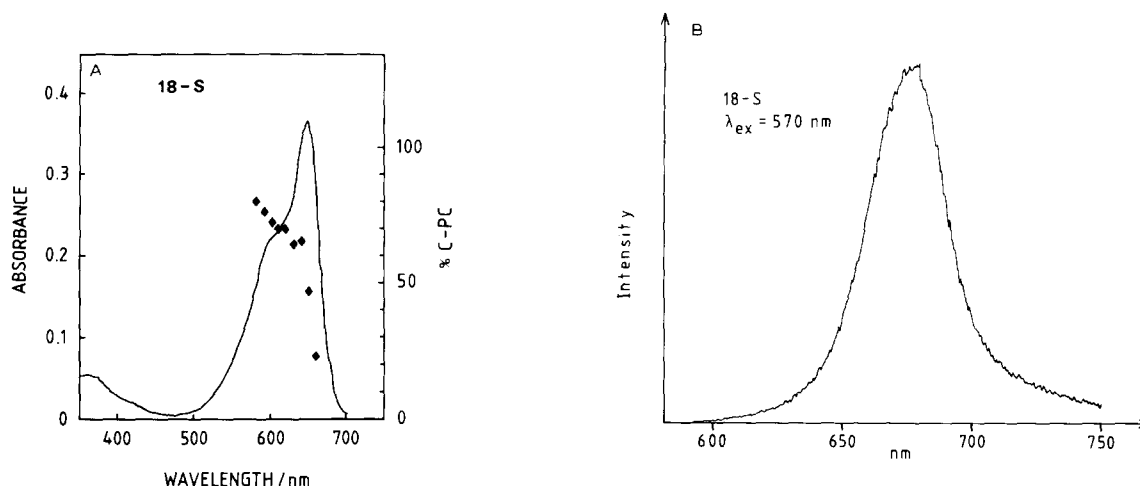 A
18-S
0.4
0.3
0.2
0.1
0
ABSORBANCE
100
50
0
% C-PC
400 500 600 700
WAVELENGTH / nm
B
18-S
λex = 570 nm
Intensity
600 650 700 750
nm